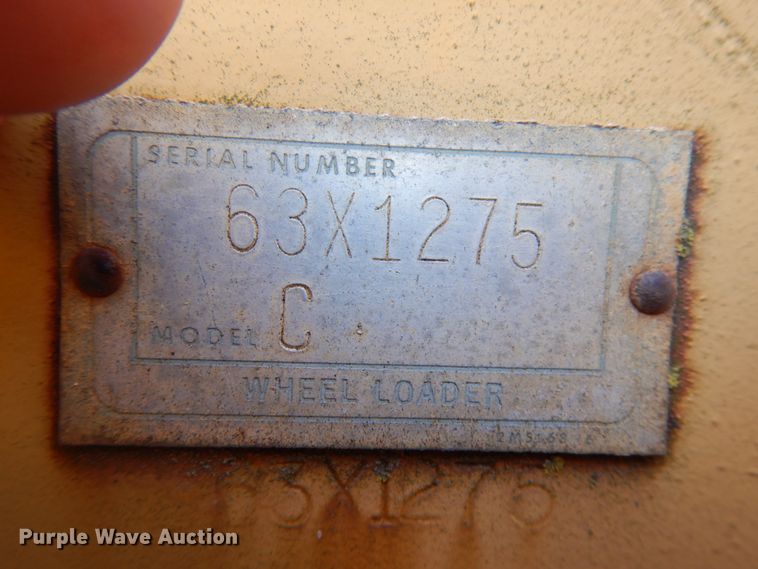 SERIAL NUMBER
63X1275
MODEL C
WHEEL LOADER
63X1275
Purple Wave Auction